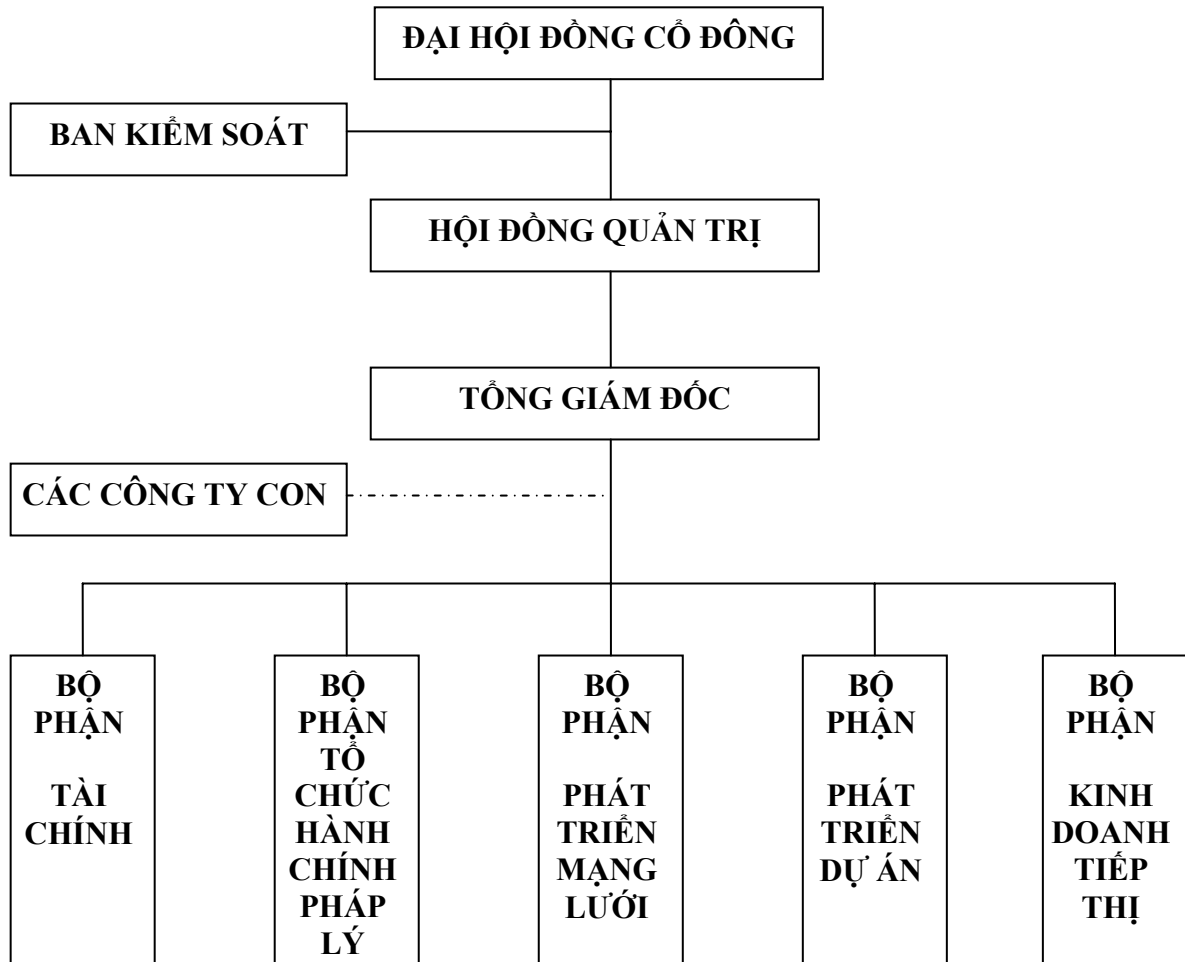 ĐẠI HỘI ĐỒNG CỔ ĐÔNG
BAN KIỂM SOÁT
HỘI ĐỒNG QUẢN TRỊ
TỔNG GIÁM ĐỐC
CÁC CÔNG TY CON
BỘ
PHẬN
TÀI
CHÍNH
BỘ
PHẬN
TỔ
CHỨC
HÀNH
CHÍNH
PHÁP
LÝ
BỘ
PHẬN
PHÁT
TRIỂN
MẠNG
LƯỚI
BỘ
PHẬN
PHÁT
TRIỂN
DỰ ÁN
BỘ
PHẬN
KINH
DOANH
TIẾP
THỊ